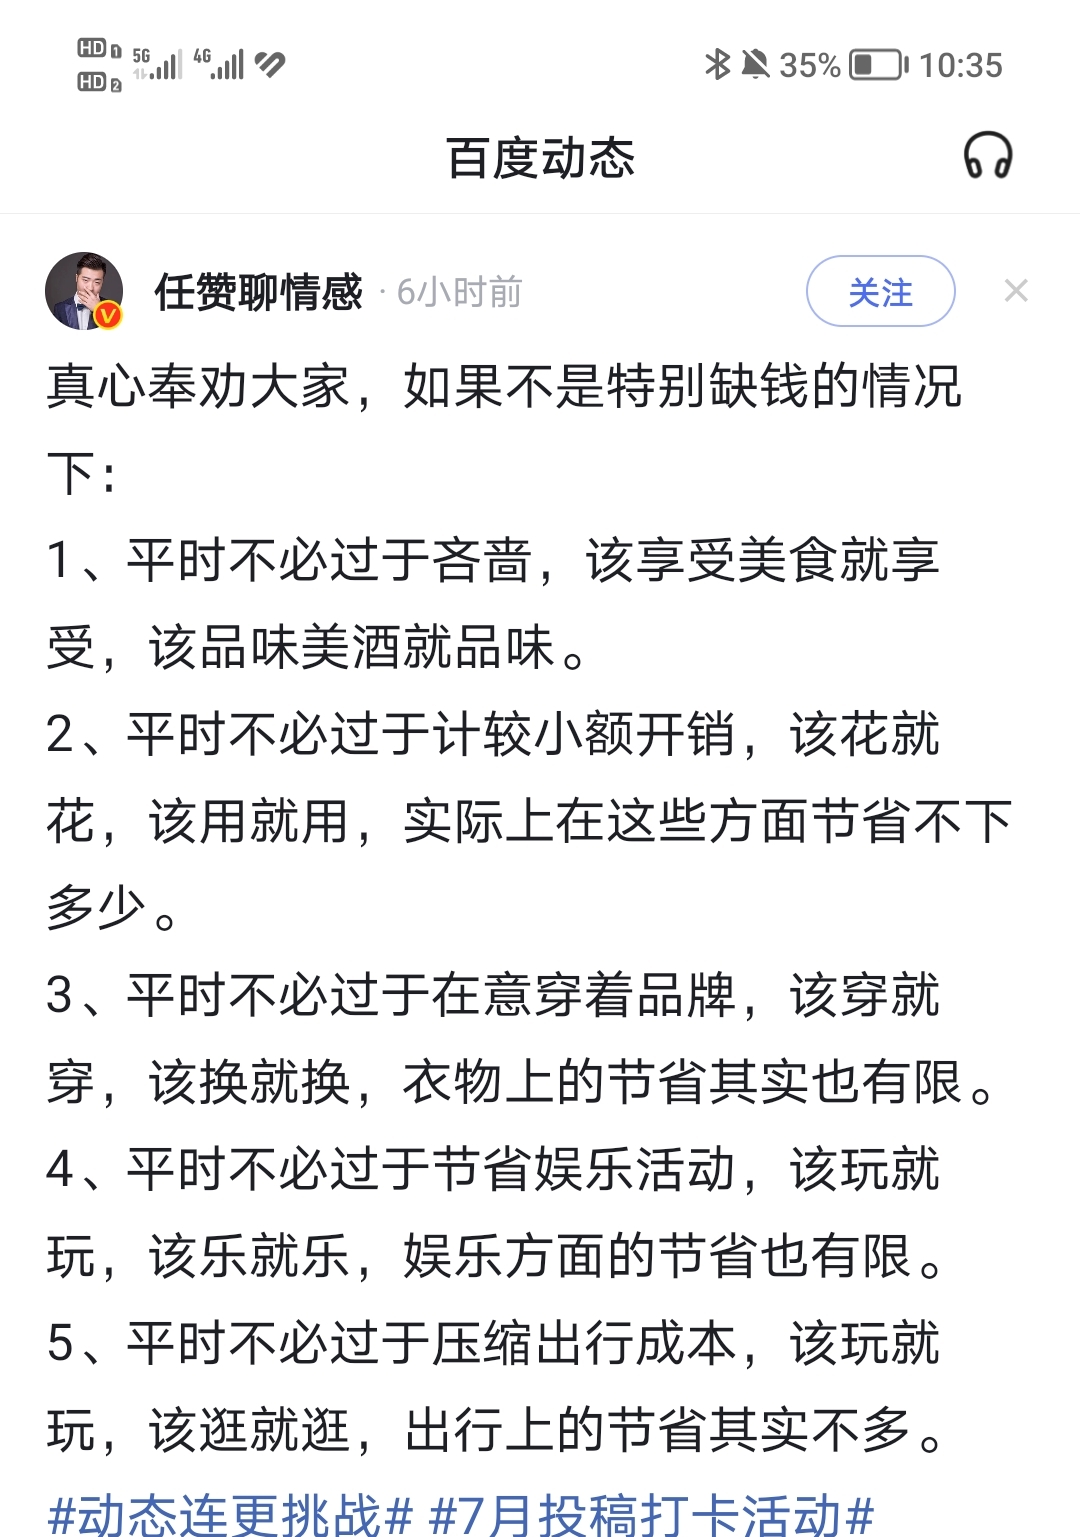 HD 1 5G 4G 35% 10:35
HD 2
百度动态
任赞聊情感 · 6小时前 关注
真心奉劝大家，如果不是特别缺钱的情况
下：
1、平时不必过于吝啬，该享受美食就享
受，该品味美酒就品味。
2、平时不必过于计较小额开销，该花就
花，该用就用，实际上在这些方面节省不下
多少。
3、平时不必过于在意穿着品牌，该穿就
穿，该换就换，衣物上的节省其实也有限。
4、平时不必过于节省娱乐活动，该玩就
玩，该乐就乐，娱乐方面的节省也有限。
5、平时不必过于压缩出行成本，该玩就
玩，该逛就逛，出行上的节省其实不多。
#动态连更挑战# #7月投稿打卡活动#